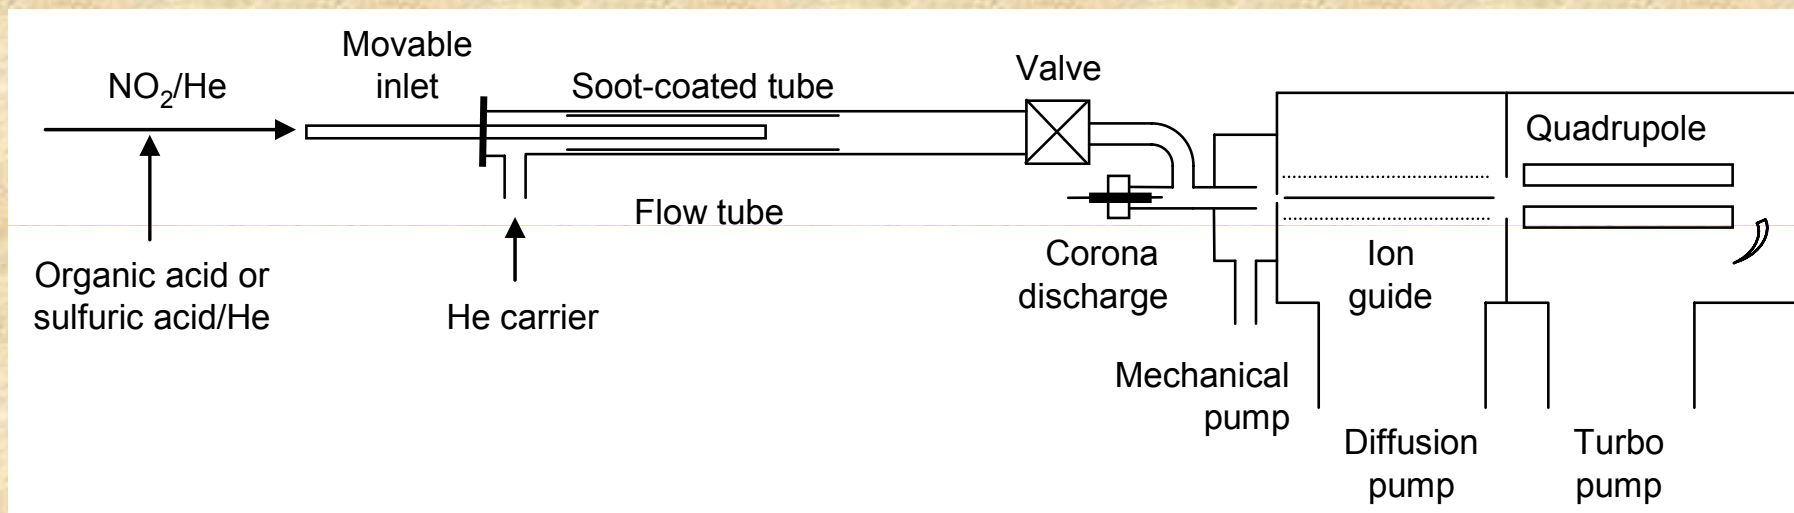 NO₂/He
Movable
inlet
Soot-coated tube
Valve
Quadrupole
Flow tube
Organic acid or
sulfuric acid/He
He carrier
Corona
discharge
Ion
guide
Mechanical
pump
Diffusion
pump
Turbo
pump